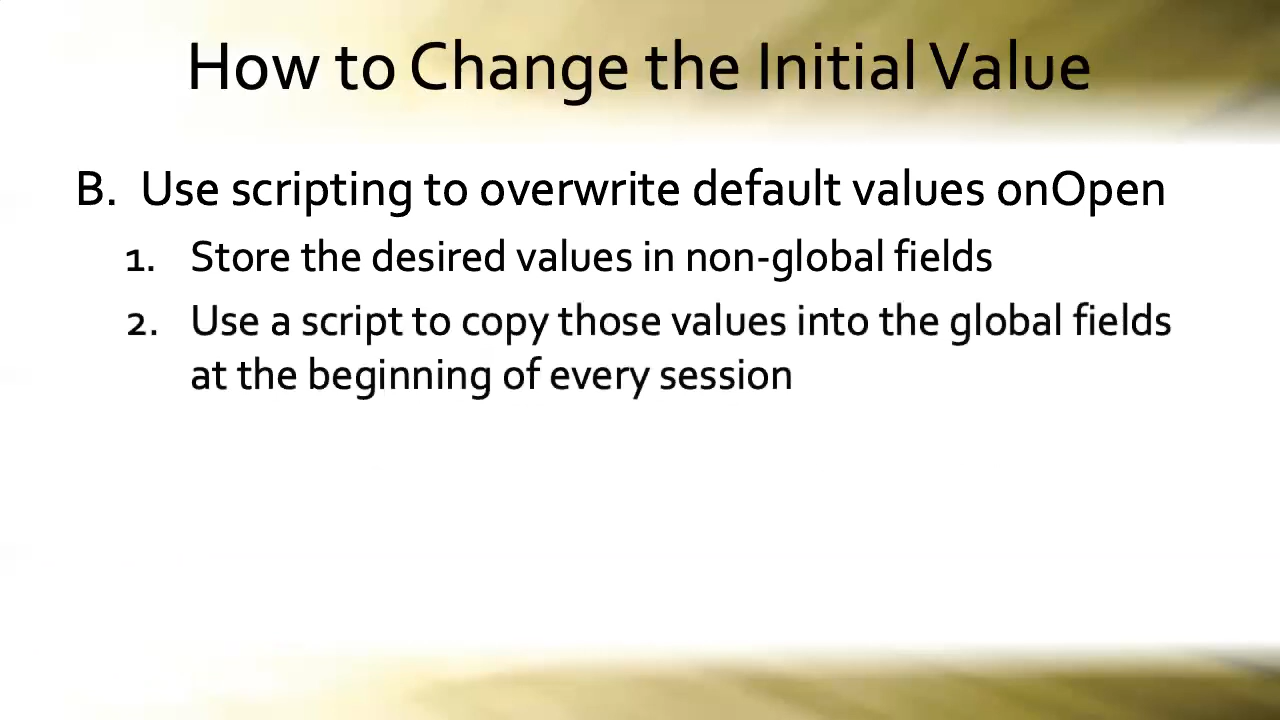 How to Change the Initial Value
B. Use scripting to overwrite default values onOpen
1. Store the desired values in non-global fields
2. Use a script to copy those values into the global fields
at the beginning of every session